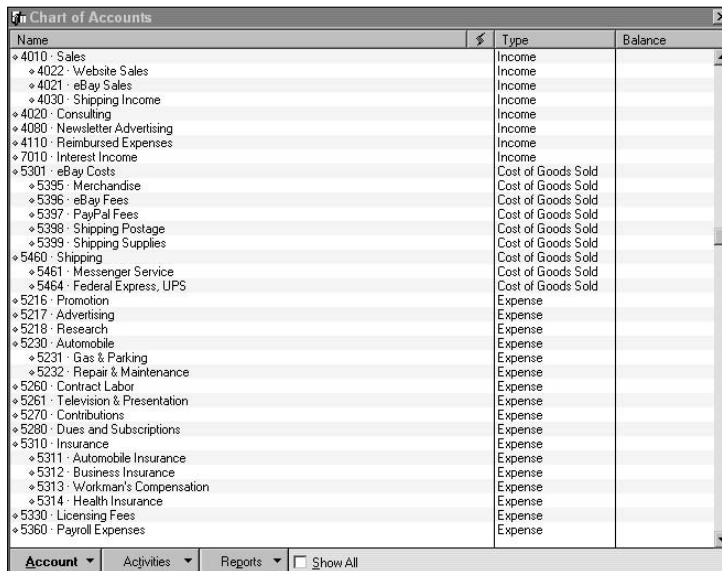 Chart of Accounts
Name Type Balance
4010 · Sales Income
4022 · Website Sales Income
4021 · eBay Sales Income
4030 · Shipping Income Income
4020 · Consulting Income
4080 · Newsletter Advertising Income
4110 · Reimbursed Expenses Income
7010 · Interest Income Income
5301 · eBay Costs Cost of Goods Sold
5395 · Merchandise Cost of Goods Sold
5396 · eBay Fees Cost of Goods Sold
5397 · PayPal Fees Cost of Goods Sold
5398 · Shipping Postage Cost of Goods Sold
5399 · Shipping Supplies Cost of Goods Sold
5460 · Shipping Cost of Goods Sold
5461 · Messenger Service Cost of Goods Sold
5464 · Federal Express, UPS Cost of Goods Sold
5216 · Promotion Expense
5217 · Advertising Expense
5218 · Research Expense
5230 · Automobile Expense
5231 · Gas & Parking Expense
5232 · Repair & Maintenance Expense
5260 · Contract Labor Expense
5261 · Television & Presentation Expense
5270 · Contributions Expense
5280 · Dues and Subscriptions Expense
5310 · Insurance Expense
5311 · Automobile Insurance Expense
5312 · Business Insurance Expense
5313 · Workman's Compensation Expense
5314 · Health Insurance Expense
5330 · Licensing Fees Expense
5360 · Payroll Expenses Expense
Account Activities Reports Show All